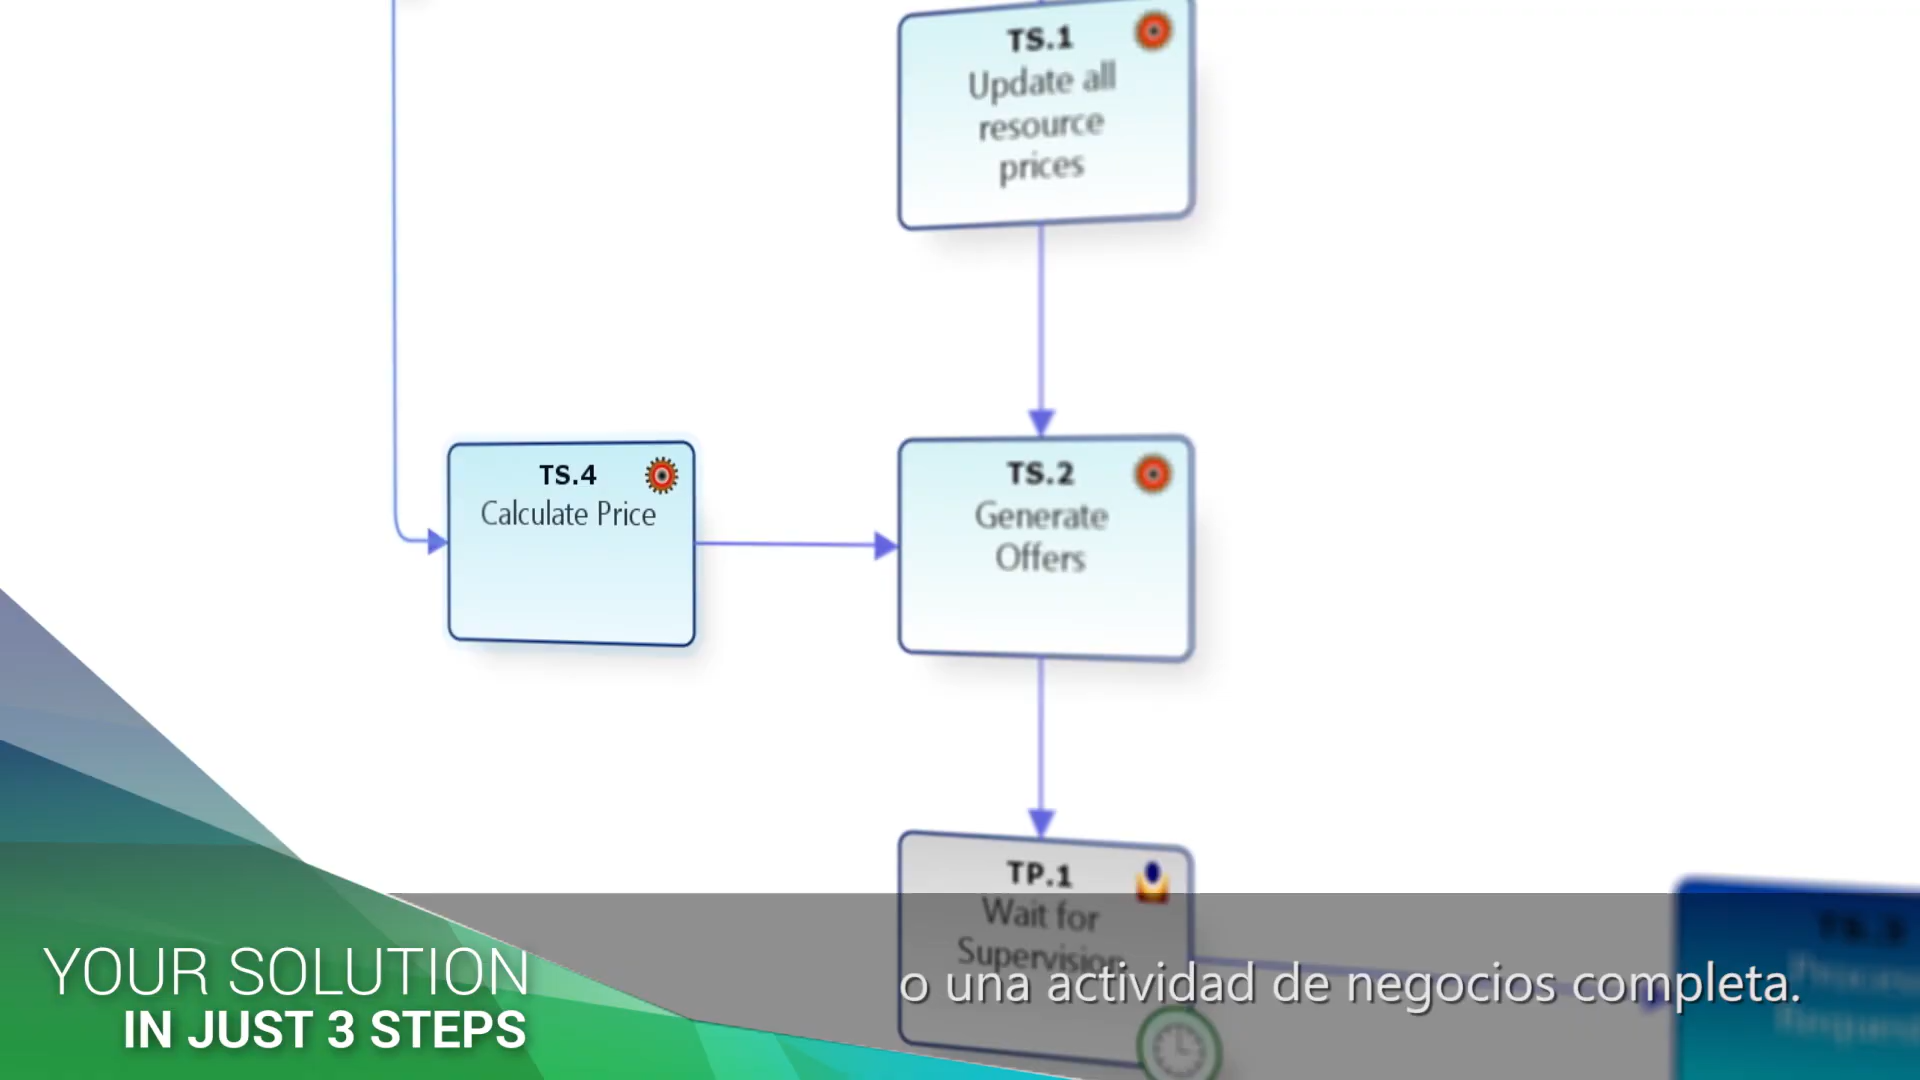 TS.1
Update all
resource
prices
TS.4
Calculate Price
TS.2
Generate
Offers
TP.1
Wait for
Supervision
o una actividad de negocios completa.
YOUR SOLUTION
IN JUST 3 STEPS